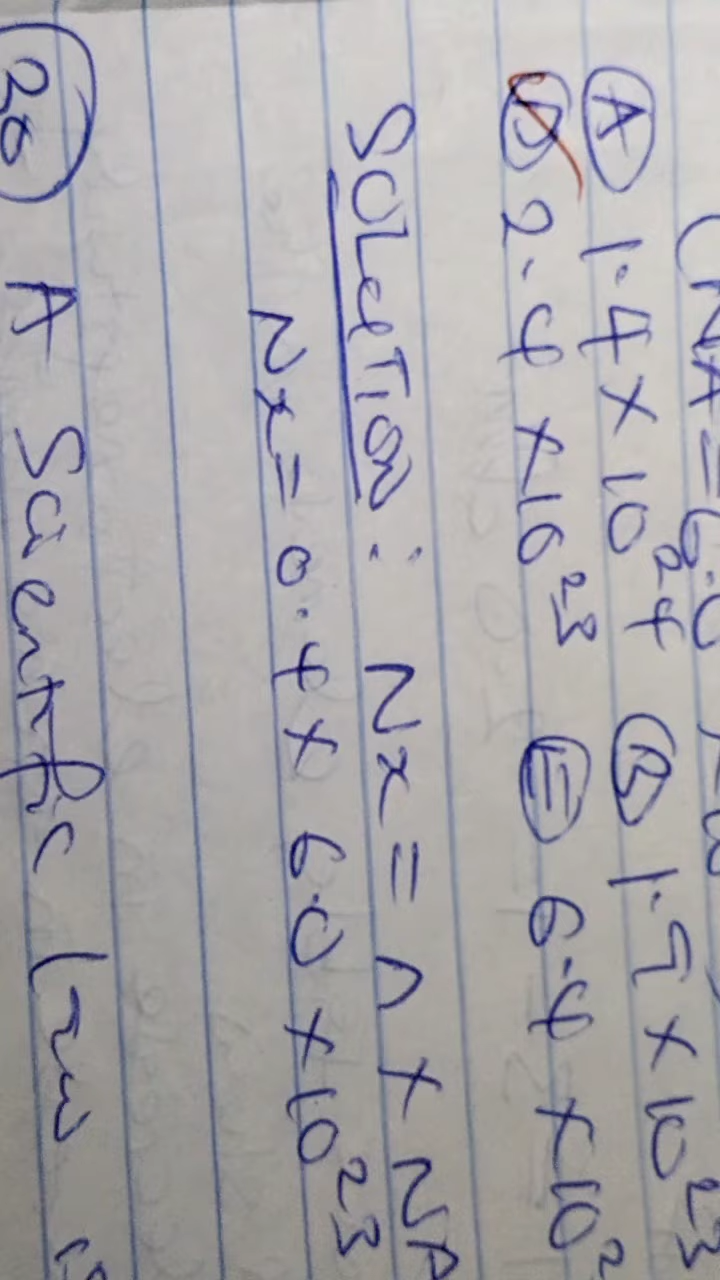 (NA = 6.0 x
(A) 1.4 x 10²⁴ (B) 1.7 x 10²³
(D) 2.4 x 10²³ (E) 6.4 x 10²
SOLUTION: Nx = n x NA
Nx = 0.4 x 6.0 x 10²³
(30) A Scientific law